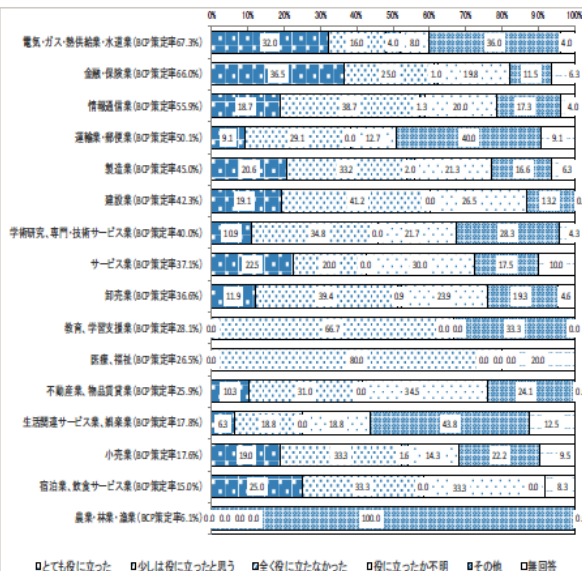 0% 10% 20% 30% 40% 50% 60% 70% 80% 90% 100%
電気・ガス・熱供給業・水道業(BCP策定率67.3%) 32.0 16.0 4.0 8.0 36.0 4.0
金融・保険業(BCP策定率66.0%) 36.5 25.0 1.0 19.8 11.5 6.3
情報通信業(BCP策定率55.9%) 18.7 38.7 1.3 20.0 17.3 4.0
運輸業・郵便業(BCP策定率50.1%) 9.1 29.1 0.0 12.7 40.0 9.1
製造業(BCP策定率45.0%) 20.6 33.2 2.0 21.3 16.6 6.3
建設業(BCP策定率42.3%) 19.1 41.2 0.0 26.5 13.2 0.
学術研究、専門・技術サービス業(BCP策定率40.0%) 10.9 34.8 0.0 21.7 28.3 4.3
サービス業(BCP策定率37.1%) 22.5 20.0 0.0 30.0 17.5 10.0
卸売業(BCP策定率36.6%) 11.9 39.4 0.9 23.9 19.3 4.6
教育、学習支援業(BCP策定率28.1%) 0.0 66.7 0.0 0.0 33.3 0.0
医療、福祉(BCP策定率26.5%) 0.0 80.0 0.0 0.0 0.0 20.0
不動産業、物品賃貸業(BCP策定率25.9%) 10.3 31.0 0.0 34.5 24.1 0.
生活関連サービス業、娯楽業(BCP策定率17.8%) 6.3 18.8 0.0 18.8 43.8 12.5
小売業(BCP策定率17.6%) 19.0 33.3 1.6 14.3 22.2 9.5
宿泊業、飲食サービス業(BCP策定率15.0%) 25.0 33.3 0.0 33.3 0.0 8.3
農業・林業・漁業(BCP策定率6.1%) 0.0 0.0 0.0 0.0 100.0 0.
とても役に立った 少しは役に立ったと思う 全く役に立たなかった 役に立ったか不明 その他 無回答